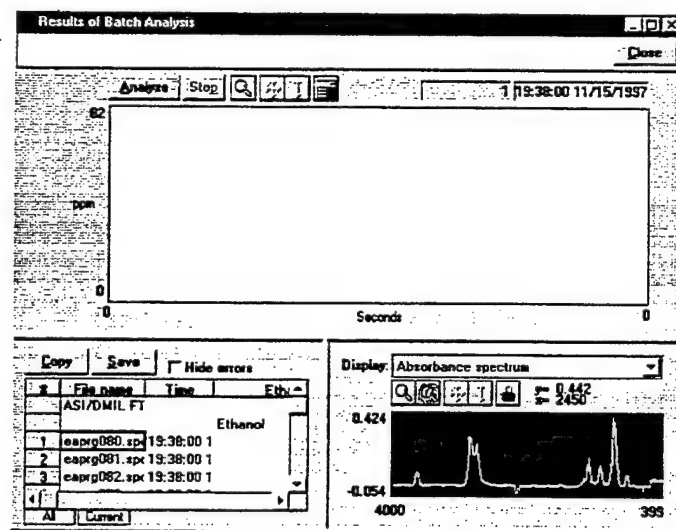 Results of Batch Analysis
Close
Analyze Stop 1 19:38:00 11/15/1997
82
ppm
0
0 Seconds 0
Copy Save Hide errors
File name Time Eth
ASI/DMIL FT
Ethanol
1 eaprg080.spc 19:38:00 1
2 eaprg081.spc 19:38:00 1
3 eaprg082.spc 19:38:00 1
All Current
Display: Absorbance spectrum
y= 0.442
x= 2450
0.424
-0.054
4000 393